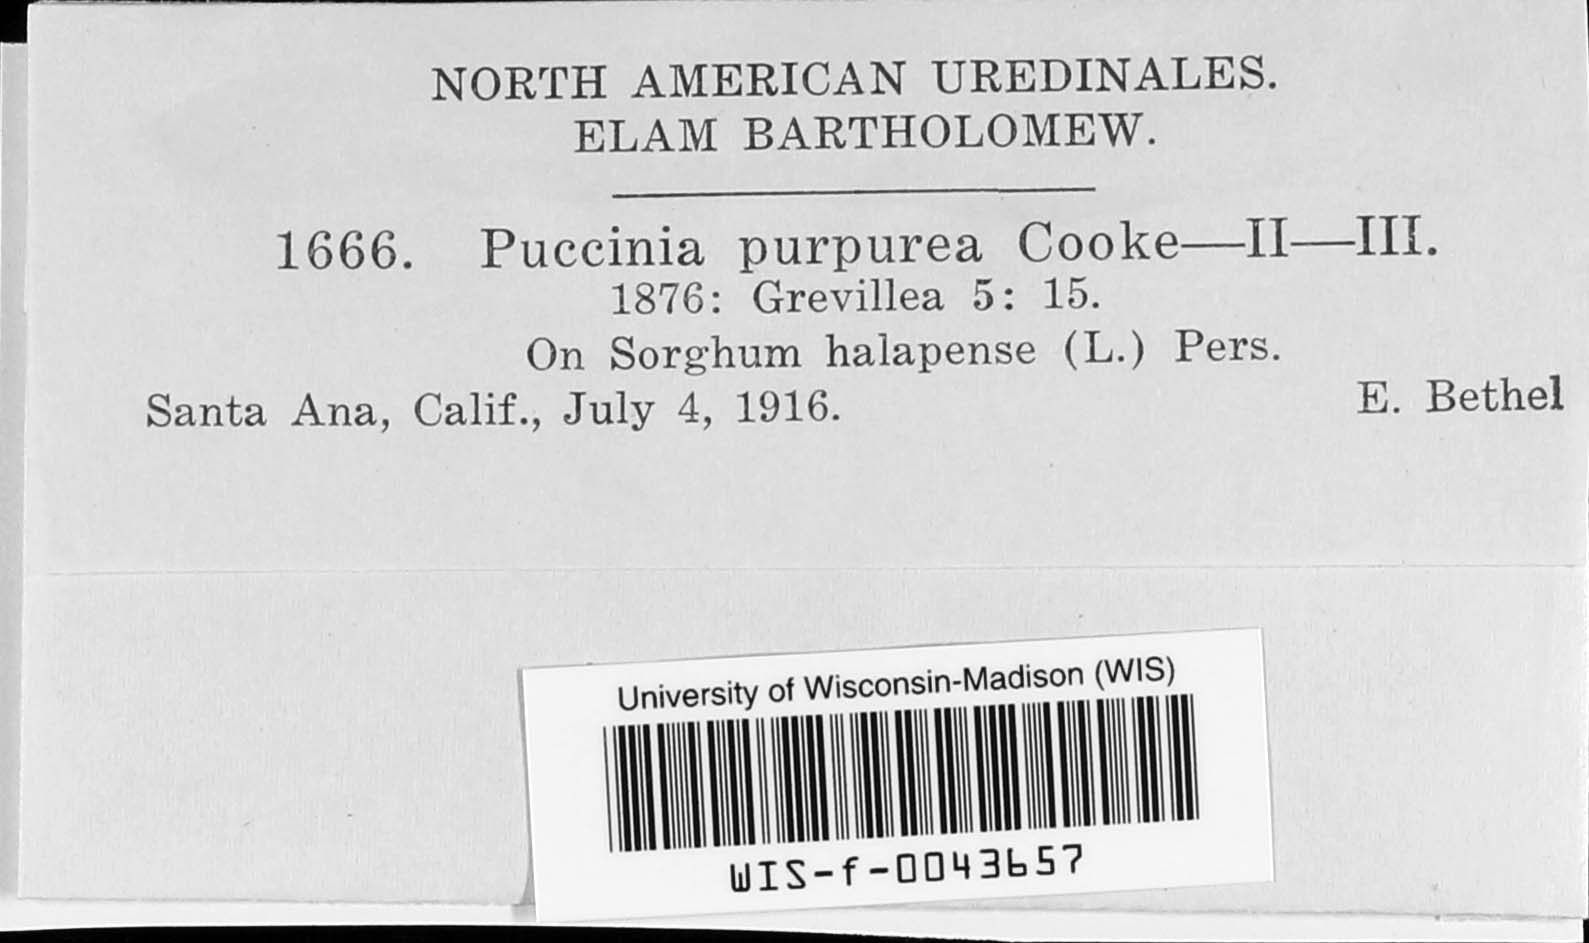 NORTH AMERICAN UREDINALES.
ELAM BARTHOLOMEW.
1666. Puccinia purpurea Cooke—II—III.
1876: Grevillea 5: 15.
On Sorghum halapense (L.) Pers.
Santa Ana, Calif., July 4, 1916. E. Bethel
University of Wisconsin-Madison (WIS)
WIS-f-0043657